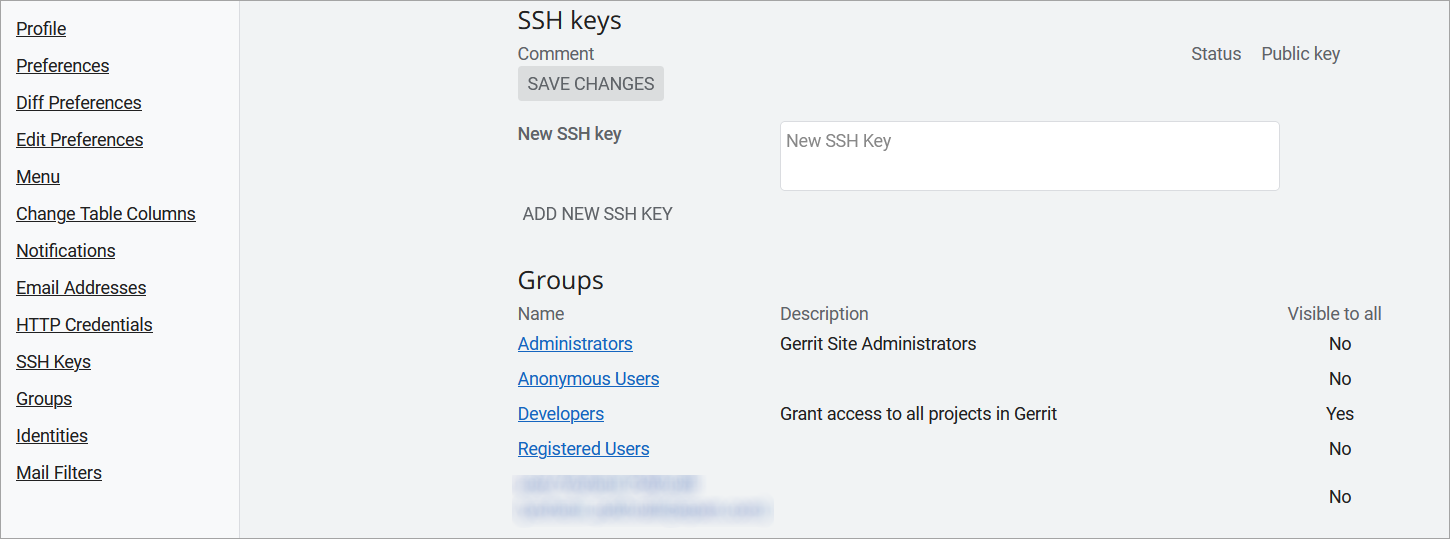 Profile
Preferences
Diff Preferences
Edit Preferences
Menu
Change Table Columns
Notifications
Email Addresses
HTTP Credentials
SSH Keys
Groups
Identities
Mail Filters
SSH keys
Comment Status Public key
SAVE CHANGES
New SSH key New SSH Key
ADD NEW SSH KEY
Groups
Name Description Visible to all
Administrators Gerrit Site Administrators No
Anonymous Users No
Developers Grant access to all projects in Gerrit Yes
Registered Users No
No